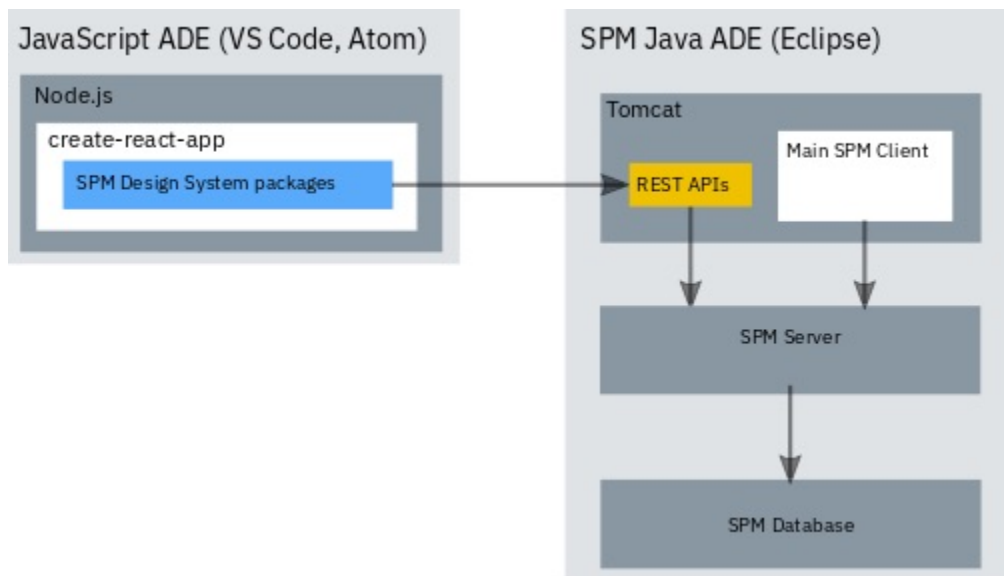 JavaScript ADE (VS Code, Atom)
Node.js
create-react-app
SPM Design System packages
SPM Java ADE (Eclipse)
Tomcat
Main SPM Client
REST APIs
SPM Server
SPM Database